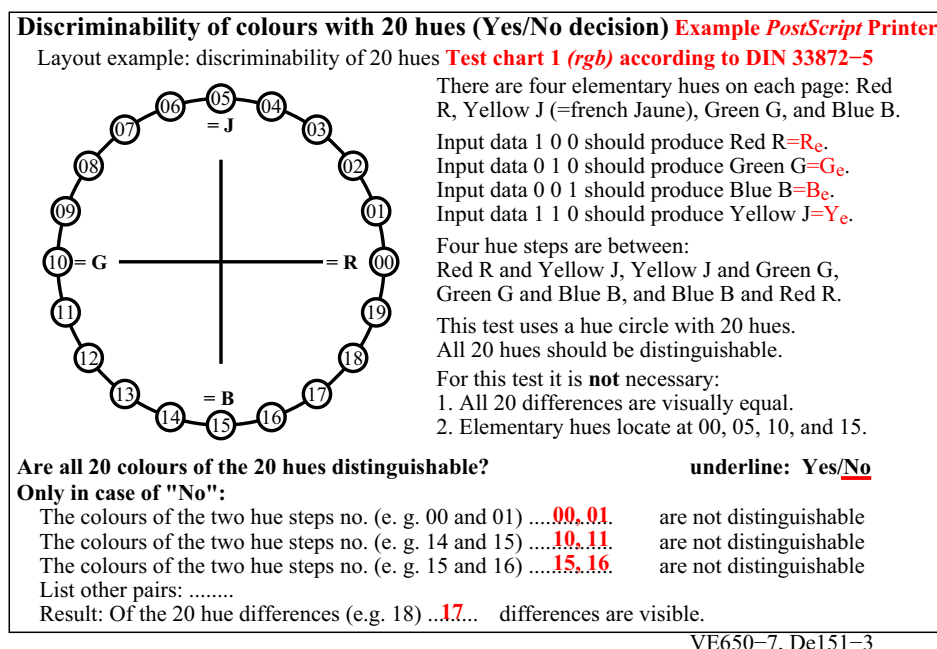 Discriminability of colours with 20 hues (Yes/No decision) Example PostScript Printer
Layout example: discriminability of 20 hues Test chart 1 (rgb) according to DIN 33872−5
05
06
04
= J
07
03
08
02
09
01
10
= G
= R
00
11
19
12
18
13
17
= B
14
16
15
There are four elementary hues on each page: Red
R, Yellow J (=french Jaune), Green G, and Blue B.
Input data 1 0 0 should produce Red R=Re.
Input data 0 1 0 should produce Green G=Ge.
Input data 0 0 1 should produce Blue B=Be.
Input data 1 1 0 should produce Yellow J=Ye.
Four hue steps are between:
Red R and Yellow J, Yellow J and Green G,
Green G and Blue B, and Blue B and Red R.
This test uses a hue circle with 20 hues.
All 20 hues should be distinguishable.
For this test it is not necessary:
1. All 20 differences are visually equal.
2. Elementary hues locate at 00, 05, 10, and 15.
Are all 20 colours of the 20 hues distinguishable? underline: Yes/No
Only in case of "No":
The colours of the two hue steps no. (e. g. 00 and 01) ....00, 01 are not distinguishable
The colours of the two hue steps no. (e. g. 14 and 15) ....10, 11 are not distinguishable
The colours of the two hue steps no. (e. g. 15 and 16) ....15, 16 are not distinguishable
List other pairs: ........
Result: Of the 20 hue differences (e.g. 18) ..17.... differences are visible.
VE650−7, De151−3